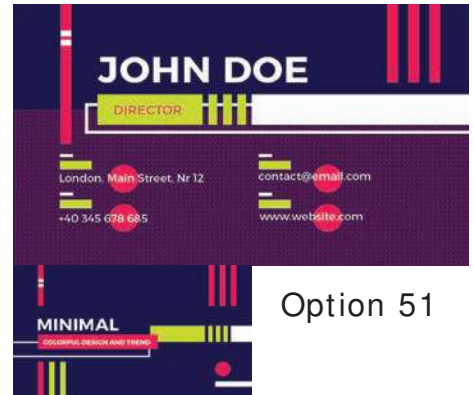 JOHN DOE
DIRECTOR
London, Main Street, Nr 12
contact@email.com
+40 345 678 685
www.website.com
MINIMAL
COLORFUL DESIGN AND TREND
Option 51